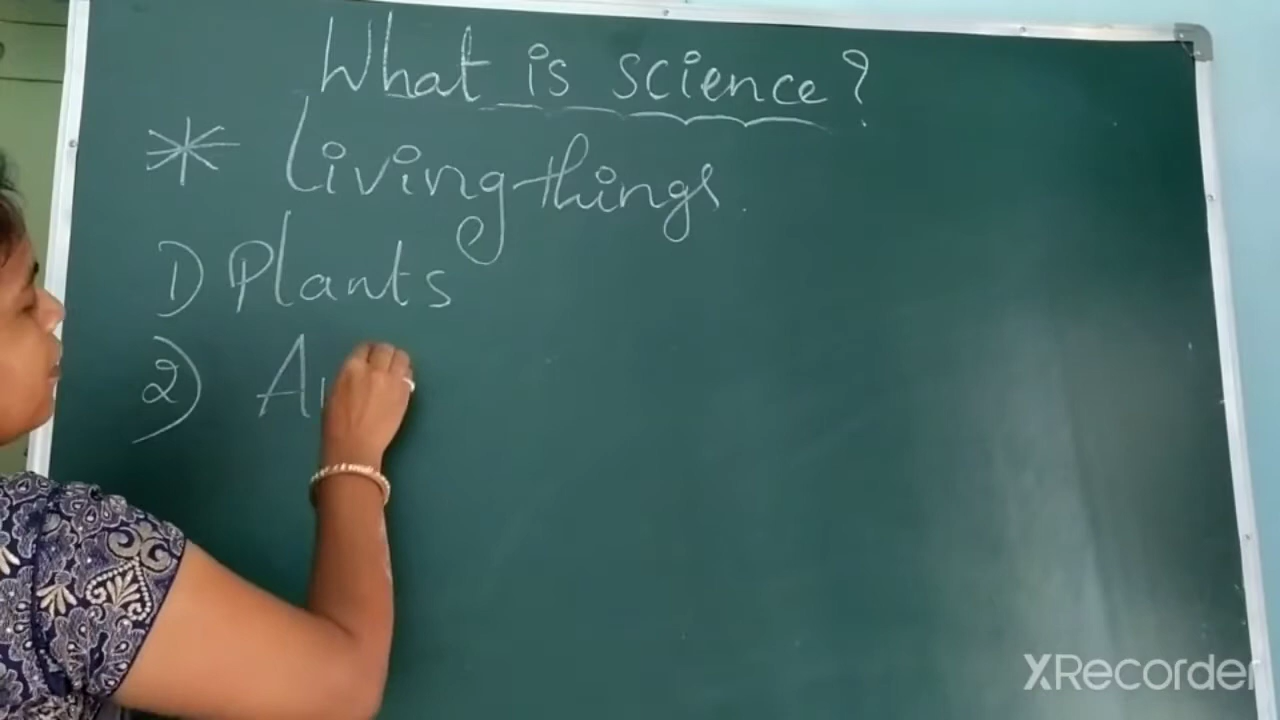 What is science?
* Living things.
1) Plants
2) A
XRecorder